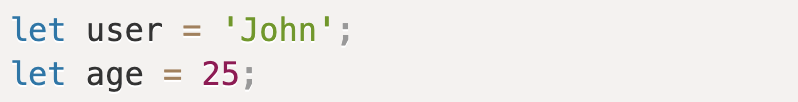 let user = 'John';
let age = 25;